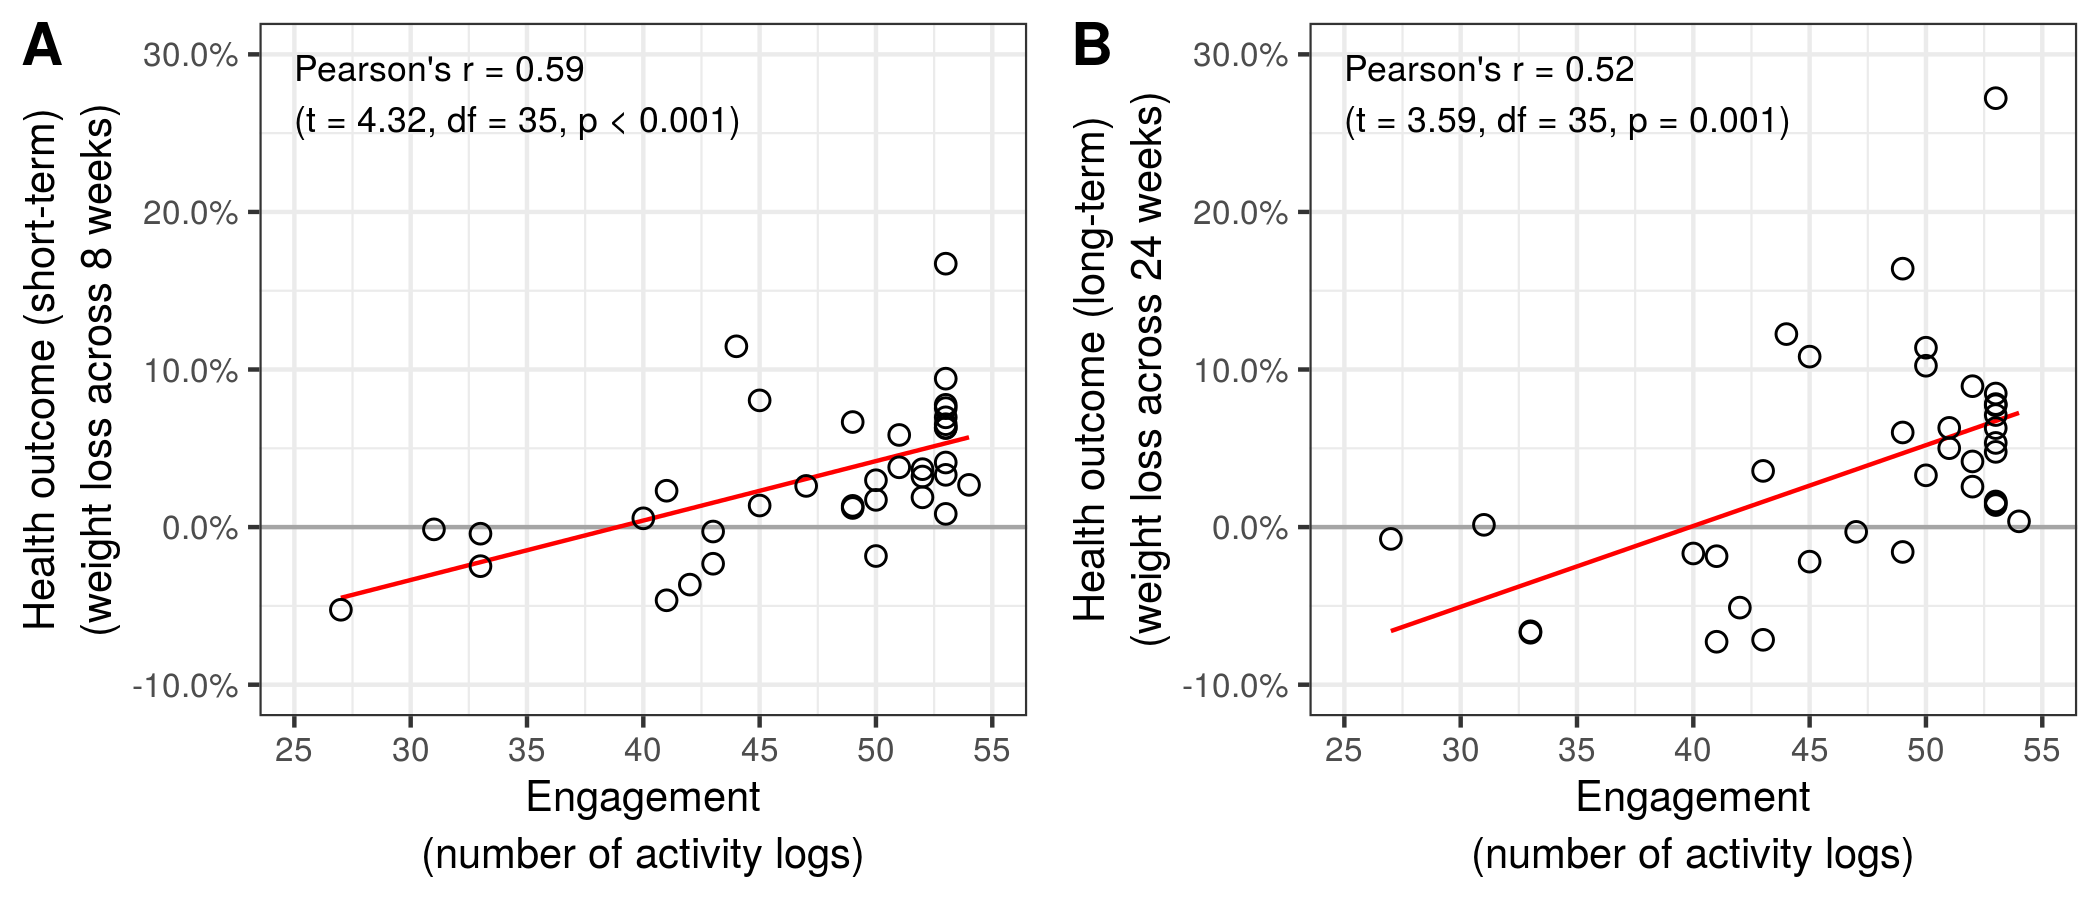 A
Health outcome (short-term)
(weight loss across 8 weeks)
30.0%
20.0%
10.0%
0.0%
-10.0%
Pearson's r = 0.59
(t = 4.32, df = 35, p < 0.001)
25 30 35 40 45 50 55
Engagement
(number of activity logs)
B
Health outcome (long-term)
(weight loss across 24 weeks)
30.0%
20.0%
10.0%
0.0%
-10.0%
Pearson's r = 0.52
(t = 3.59, df = 35, p = 0.001)
25 30 35 40 45 50 55
Engagement
(number of activity logs)